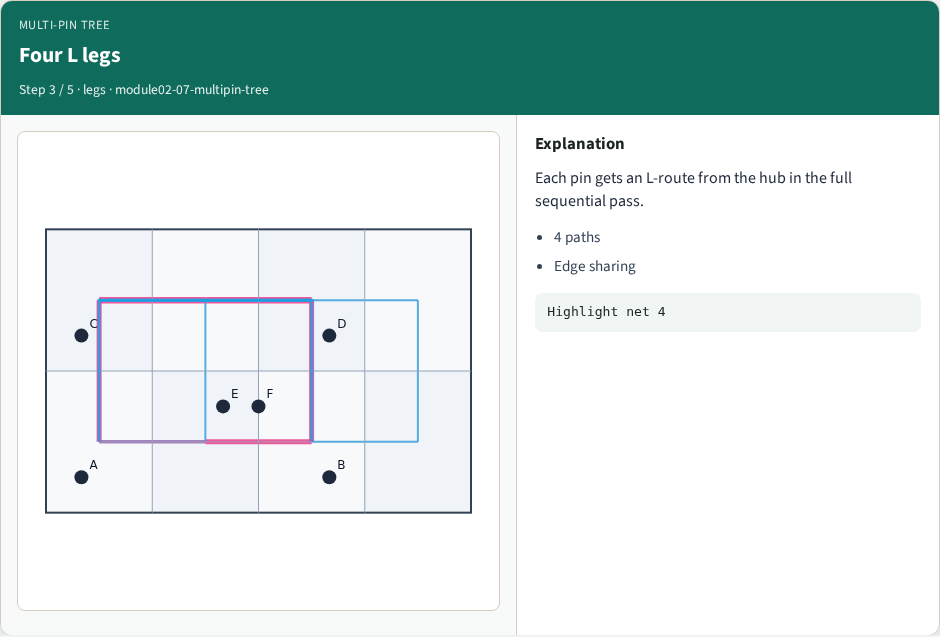 MULTI-PIN TREE
Four L legs
Step 3 / 5 · legs · module02-07-multipin-tree
C
D
E
F
A
B
Explanation
Each pin gets an L-route from the hub in the full
sequential pass.
• 4 paths
• Edge sharing
Highlight net 4